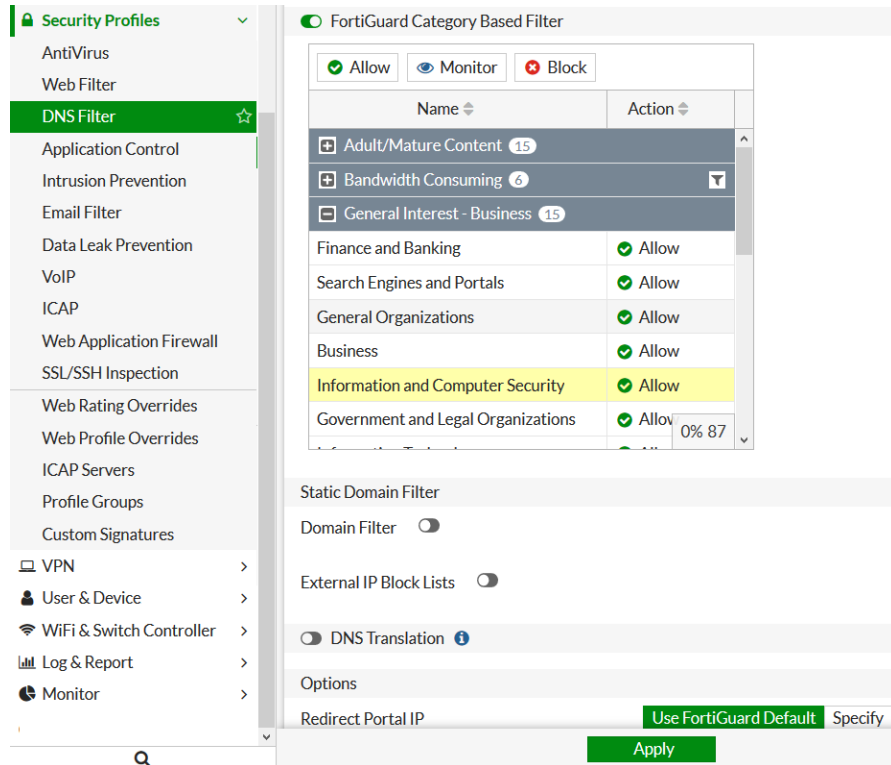 Security Profiles
AntiVirus
Web Filter
DNS Filter
Application Control
Intrusion Prevention
Email Filter
Data Leak Prevention
VoIP
ICAP
Web Application Firewall
SSL/SSH Inspection
Web Rating Overrides
Web Profile Overrides
ICAP Servers
Profile Groups
Custom Signatures
VPN
User & Device
WiFi & Switch Controller
Log & Report
Monitor
FortiGuard Category Based Filter
Allow Monitor Block
Name Action
Adult/Mature Content 15
Bandwidth Consuming 6
General Interest - Business 15
Finance and Banking Allow
Search Engines and Portals Allow
General Organizations Allow
Business Allow
Information and Computer Security Allow
Government and Legal Organizations Allow
0% 87
Static Domain Filter
Domain Filter
External IP Block Lists
DNS Translation
Options
Redirect Portal IP Use FortiGuard Default Specify
Apply